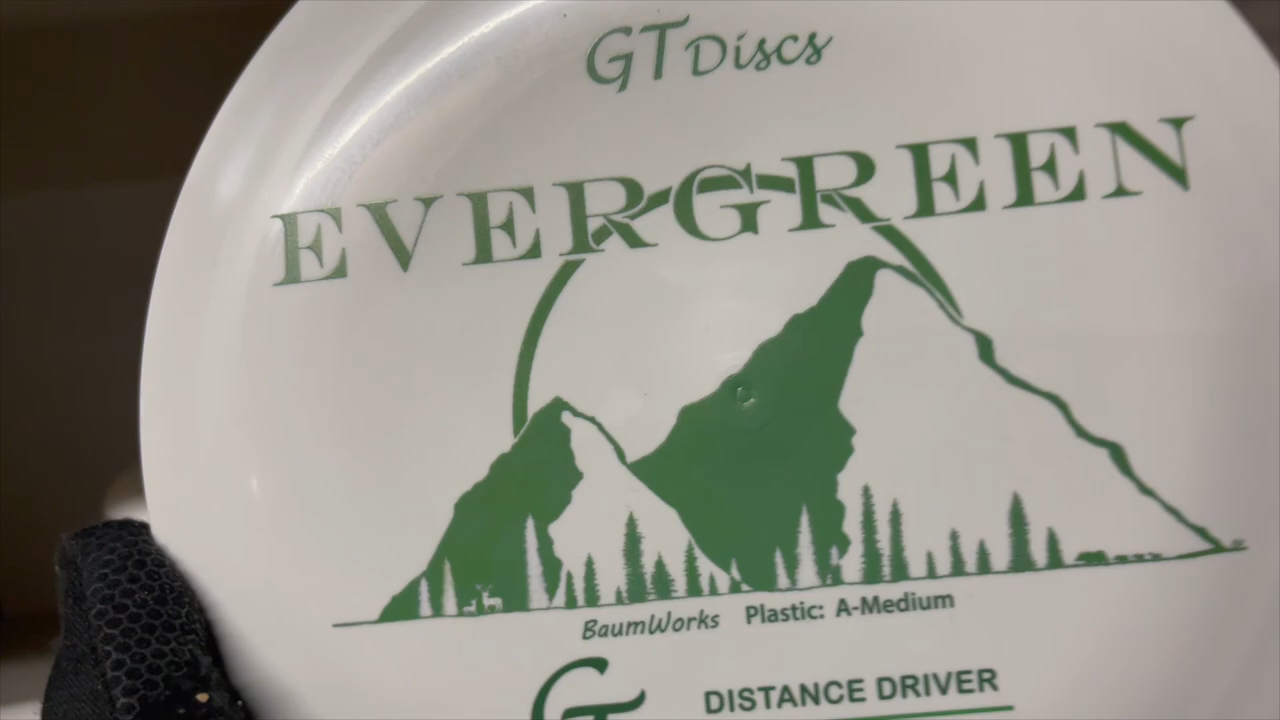 GT Discs
EVERGREEN
BaumWorks Plastic: A-Medium
GT DISTANCE DRIVER